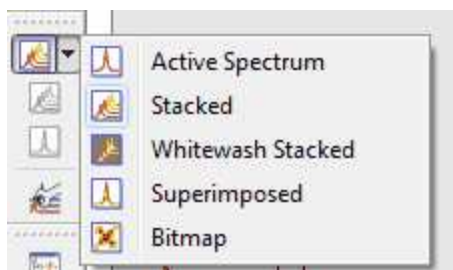 Active Spectrum
Stacked
Whitewash Stacked
Superimposed
Bitmap